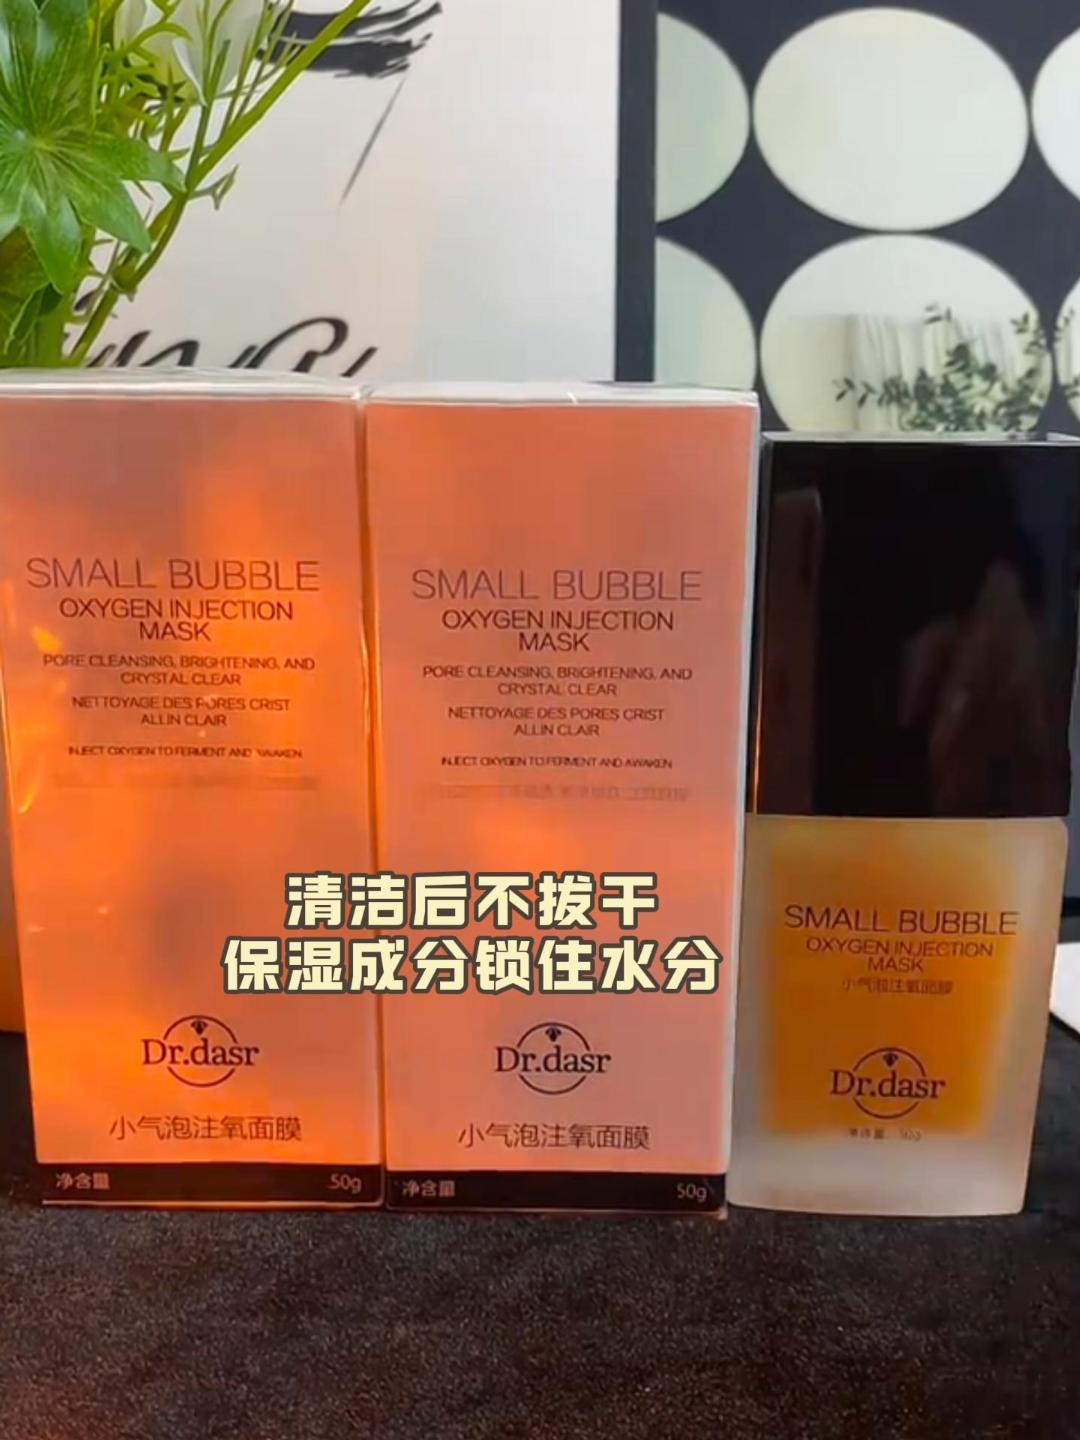 SMALL BUBBLE
OXYGEN INJECTION
MASK
PORE CLEANSING, BRIGHTENING, AND
CRYSTAL CLEAR
NETTOYAGE DES PORES CRIST
ALLIN CLAIR
INJECT OXYGEN TO FERMENT AND AWAKEN
Dr.dasr
小气泡注氧面膜
净含量 50g
SMALL BUBBLE
OXYGEN INJECTION
MASK
PORE CLEANSING, BRIGHTENING, AND
CRYSTAL CLEAR
NETTOYAGE DES PORES CRIST
ALLIN CLAIR
INJECT OXYGEN TO FERMENT AND AWAKEN
清洁后不拔干
保湿成分锁住水分
Dr.dasr
小气泡注氧面膜
净含量 50g
SMALL BUBBLE
OXYGEN INJECTION
MASK
小气泡注氧面膜
Dr.dasr
净含量 50g